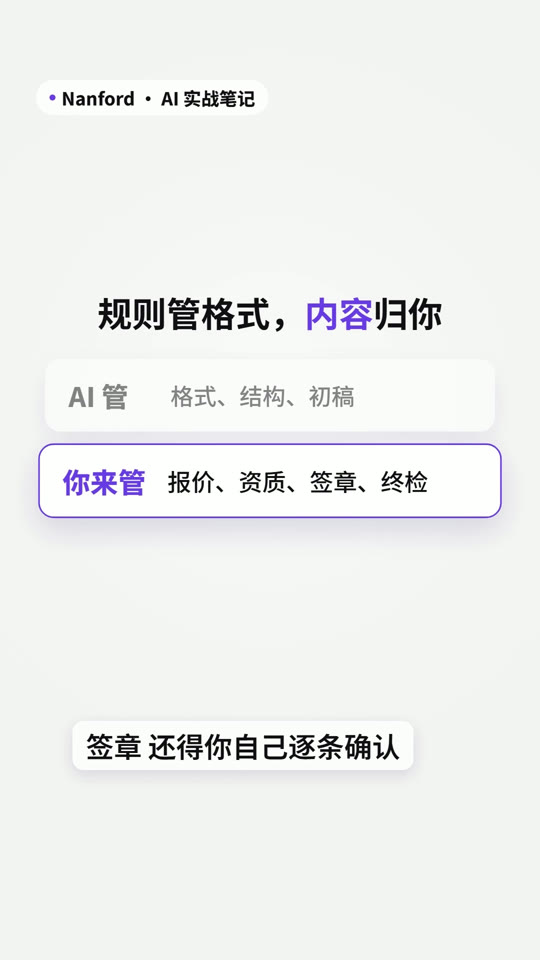 Nanford · AI 实战笔记
规则管格式，内容归你
AI 管 格式、结构、初稿
你来管 报价、资质、签章、终检
签章 还得你自己逐条确认